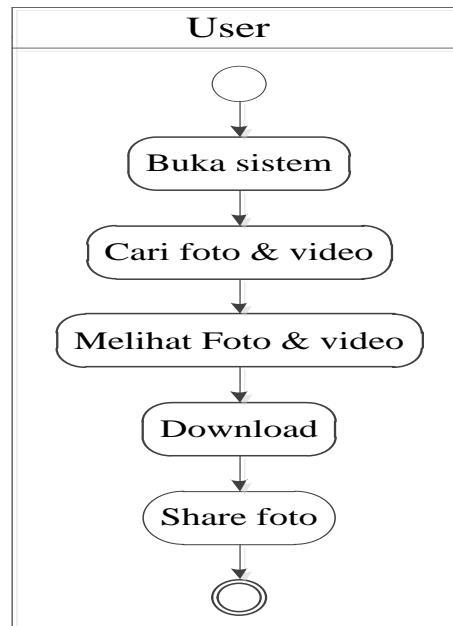 User
Buka sistem
Cari foto & video
Melihat Foto & video
Download
Share foto